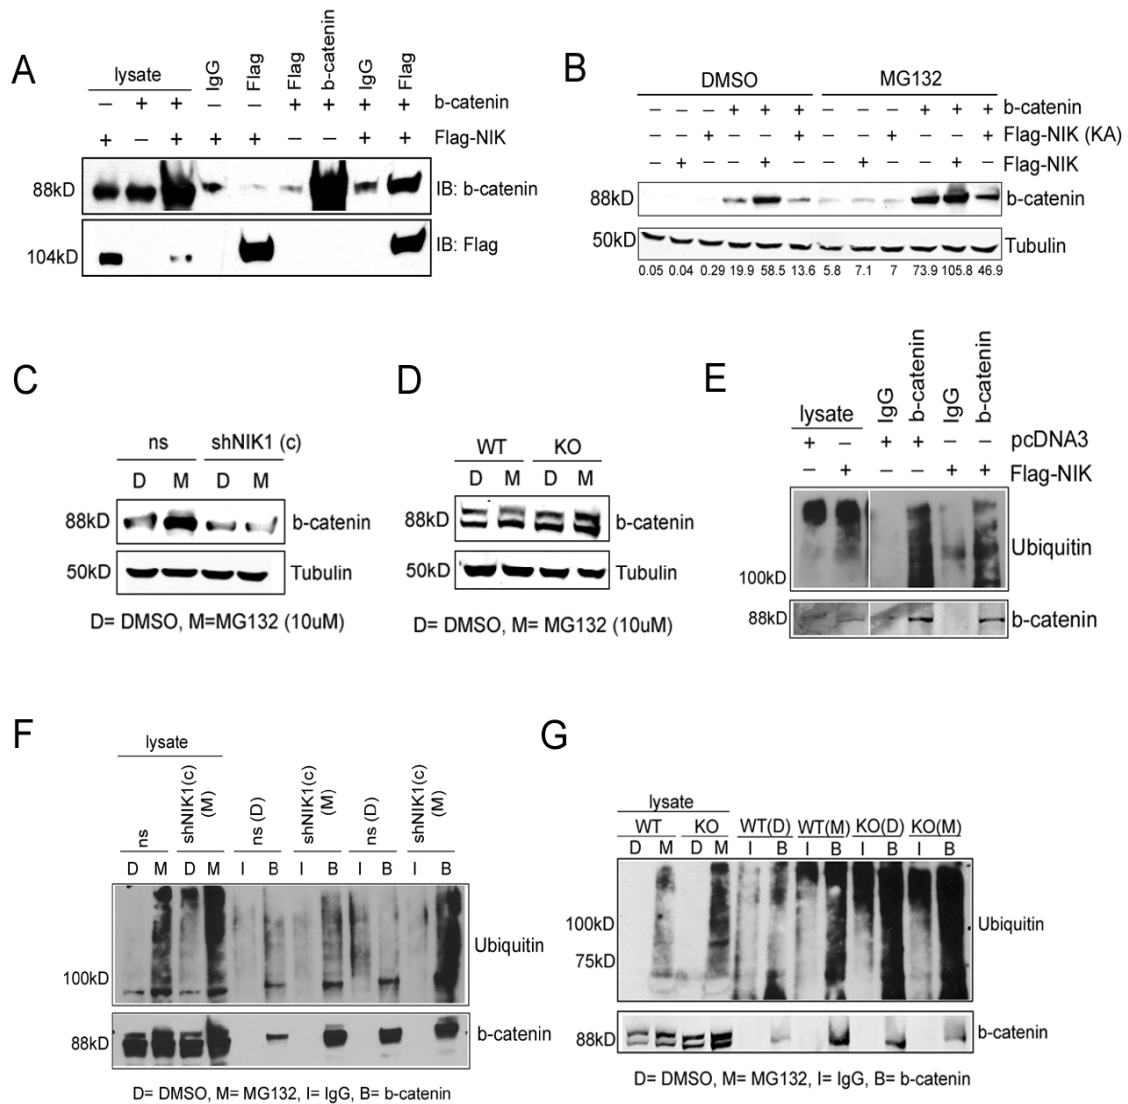 A
lysate
IgG
Flag
Flag
b-catenin
IgG
Flag
– + + – – + + + + b-catenin
+ – + + + – – + + Flag-NIK
88kD
IB: b-catenin
104kD
IB: Flag
B
DMSO
MG132
– – – + + + – – – + + + b-catenin
– – + – – + – – + – – + Flag-NIK (KA)
– + – – + – – + – – + – Flag-NIK
88kD
b-catenin
50kD
Tubulin
0.05 0.04 0.29 19.9 58.5 13.6 5.8 7.1 7 73.9 105.8 46.9
C
ns
shNIK1 (c)
D M D M
88kD
b-catenin
50kD
Tubulin
D= DMSO, M=MG132 (10uM)
D
WT
KO
D M D M
88kD
b-catenin
50kD
Tubulin
D= DMSO, M= MG132 (10uM)
E
lysate
IgG
b-catenin
IgG
b-catenin
+ – + + – – pcDNA3
– + – – + + Flag-NIK
Ubiquitin
100kD
88kD
b-catenin
F
lysate
ns
shNIK1(c)
(M)
ns (D)
shNIK1(c)
(M)
ns (D)
shNIK1(c)
(M)
D M D M I B I B I B I B
Ubiquitin
100kD
88kD
b-catenin
D= DMSO, M= MG132, I= IgG, B= b-catenin
G
lysate
WT KO WT(D) WT(M) KO(D) KO(M)
D M D M I B I B I B I B
100kD
Ubiquitin
75kD
88kD
b-catenin
D= DMSO, M= MG132, I= IgG, B= b-catenin